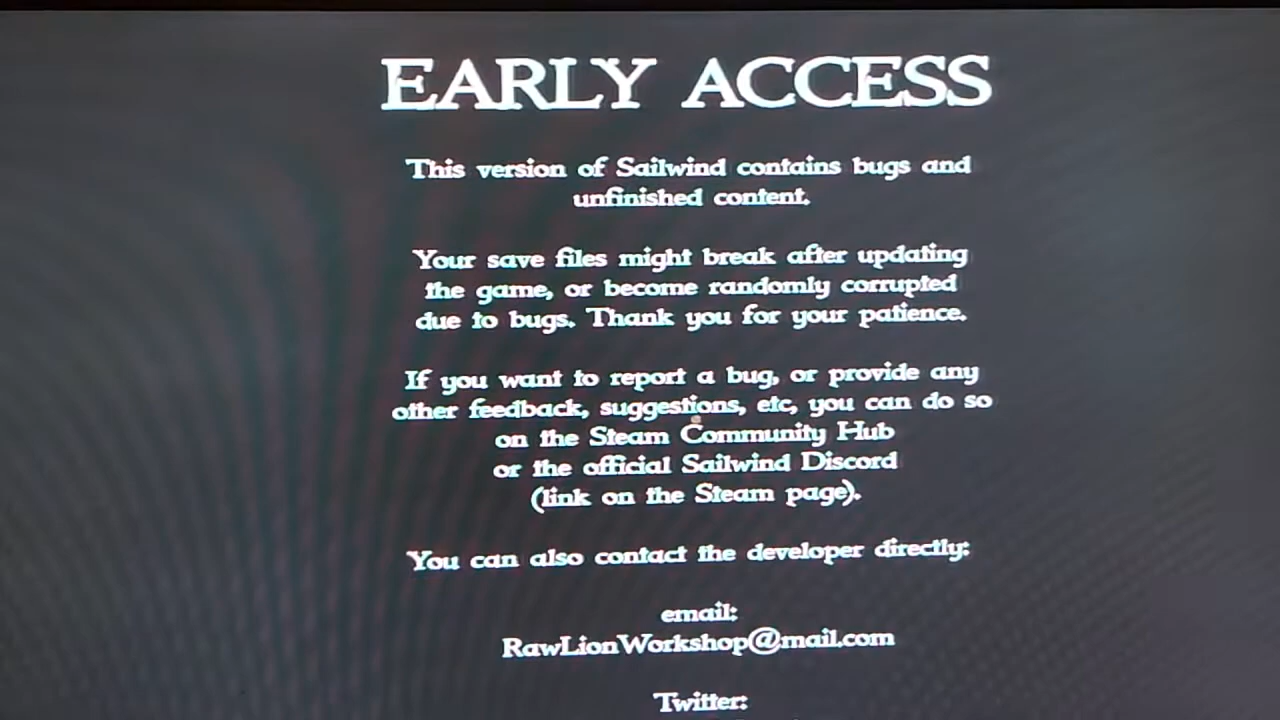 EARLY ACCESS
This version of Sailwind contains bugs and
unfinished content.
Your save files might break after updating
the game, or become randomly corrupted
due to bugs. Thank you for your patience.
If you want to report a bug, or provide any
other feedback, suggestions, etc, you can do so
on the Steam Community Hub
or the official Sailwind Discord
(link on the Steam page).
You can also contact the developer directly:
email:
RawLionWorkshop@mail.com
Twitter: